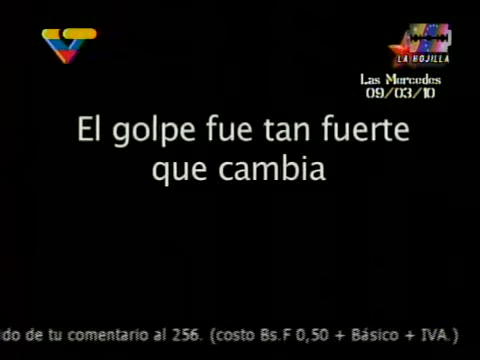 LA HOJILLA
Las Mercedes
09/03/10
El golpe fue tan fuerte
que cambia
do de tu comentario al 256. (costo Bs.F 0,50 + Básico + IVA.)